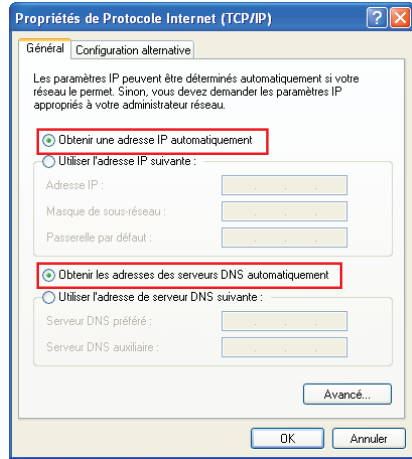 Propriétés de Protocole Internet (TCP/IP)
Général
Configuration alternative
Les paramètres IP peuvent être déterminés automatiquement si votre
réseau le permet. Sinon, vous devez demander les paramètres IP
appropriés à votre administrateur réseau.
Obtenir une adresse IP automatiquement
Utiliser l'adresse IP suivante :
Adresse IP :
Masque de sous-réseau :
Passerelle par défaut :
Obtenir les adresses des serveurs DNS automatiquement
Utiliser l'adresse de serveur DNS suivante :
Serveur DNS préféré :
Serveur DNS auxiliaire :
Avancé...
OK
Annuler